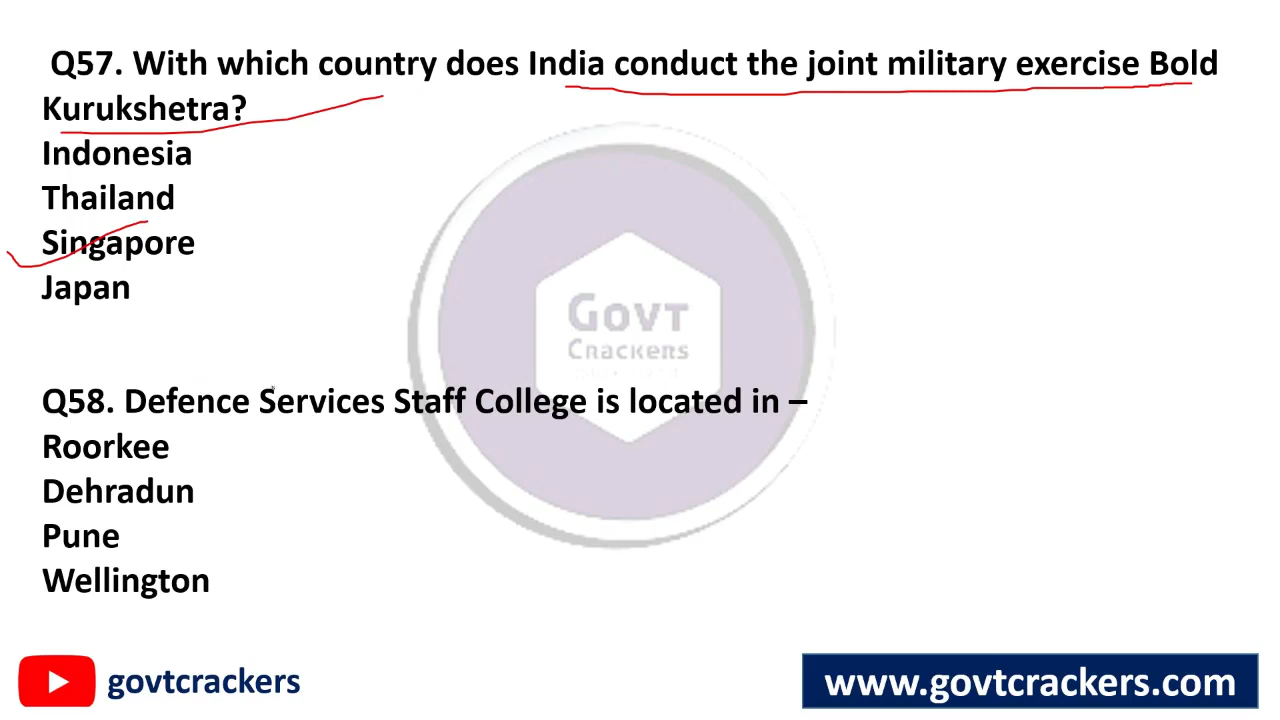 Q57. With which country does India conduct the joint military exercise Bold
Kurukshetra?
Indonesia
Thailand
Singapore
Japan
GOVT
CRACKERS
Q58. Defence Services Staff College is located in –
Roorkee
Dehradun
Pune
Wellington
govtcrackers
www.govtcrackers.com